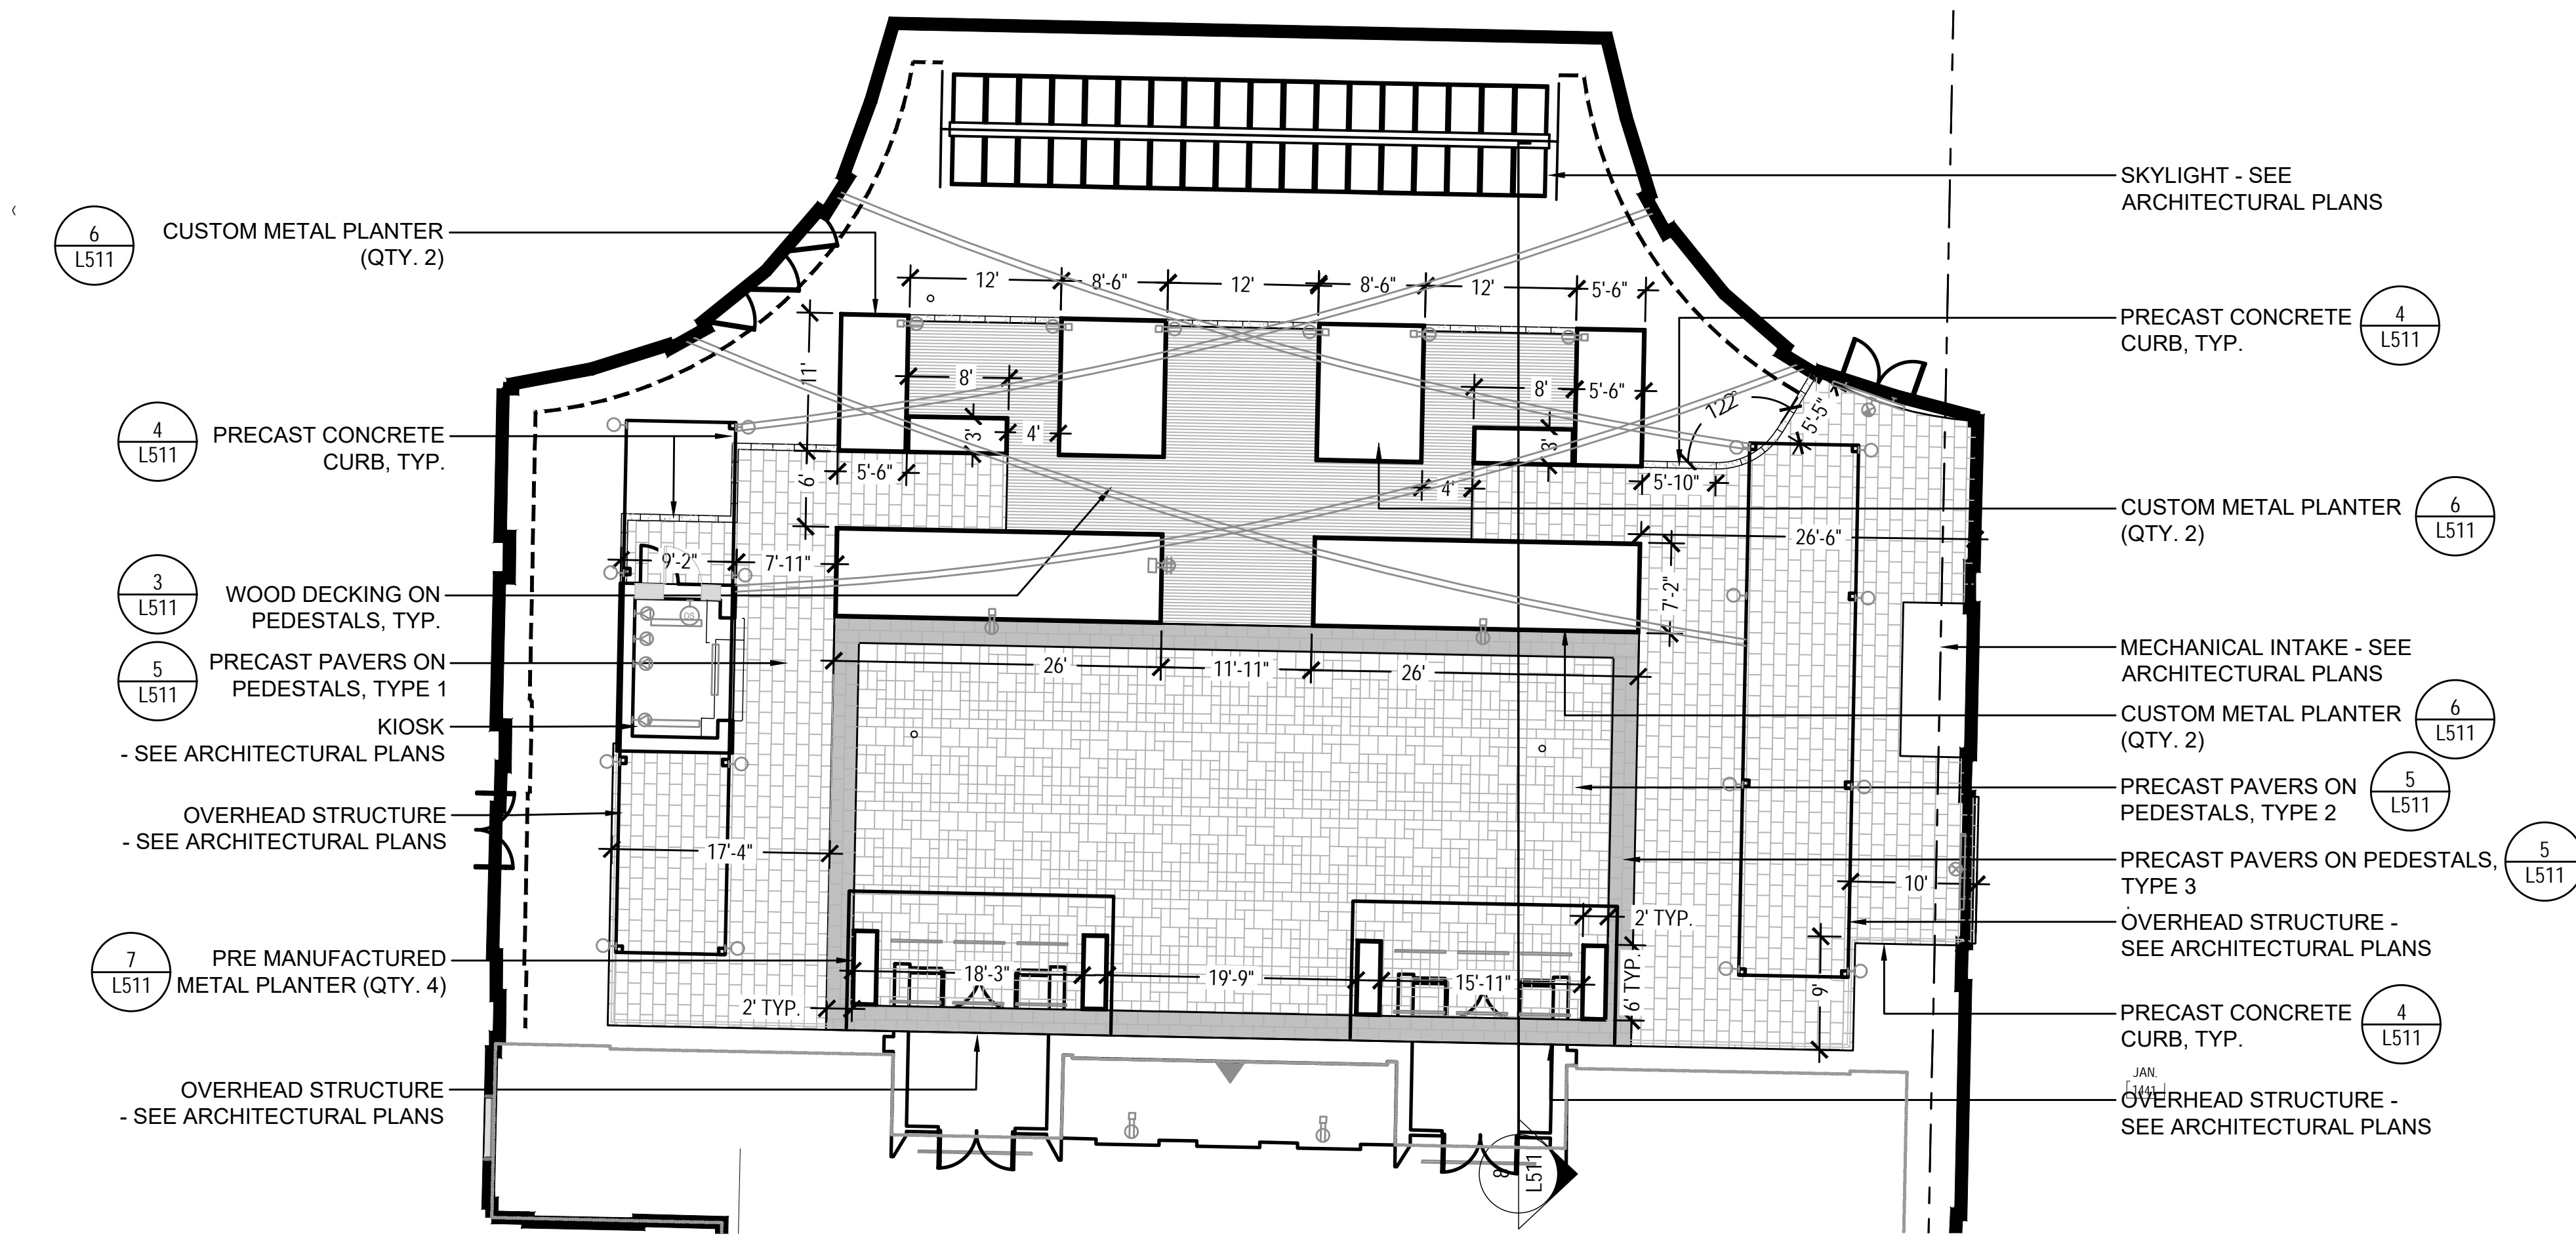 SKYLIGHT - SEE
ARCHITECTURAL PLANS
6
L511
CUSTOM METAL PLANTER
(QTY. 2)
12'
8'-6"
12'
8'-6"
12'
5'-6"
PRECAST CONCRETE
CURB, TYP.
4
L511
11'
8'
8'
5'-6"
122°
5'-5"
4
L511
PRECAST CONCRETE
CURB, TYP.
3'
4'
3'
6'
5'-6"
4'
5'-10"
CUSTOM METAL PLANTER
(QTY. 2)
6
L511
26'-6"
9'-2"
7'-11"
7'-2"
3
L511
WOOD DECKING ON
PEDESTALS, TYP.
QS
MECHANICAL INTAKE - SEE
ARCHITECTURAL PLANS
5
L511
PRECAST PAVERS ON
PEDESTALS, TYPE 1
26'
11'-11"
26'
CUSTOM METAL PLANTER
(QTY. 2)
6
L511
KIOSK
- SEE ARCHITECTURAL PLANS
PRECAST PAVERS ON
PEDESTALS, TYPE 2
5
L511
OVERHEAD STRUCTURE
- SEE ARCHITECTURAL PLANS
17'-4"
PRECAST PAVERS ON PEDESTALS,
TYPE 3
5
L511
10'
2' TYP.
OVERHEAD STRUCTURE -
SEE ARCHITECTURAL PLANS
7
L511
PRE MANUFACTURED
METAL PLANTER (QTY. 4)
18'-3"
19'-9"
15'-11"
6' TYP.
9'
2' TYP.
PRECAST CONCRETE
CURB, TYP.
4
L511
JAN.
1441
OVERHEAD STRUCTURE
- SEE ARCHITECTURAL PLANS
OVERHEAD STRUCTURE -
SEE ARCHITECTURAL PLANS
8
L511